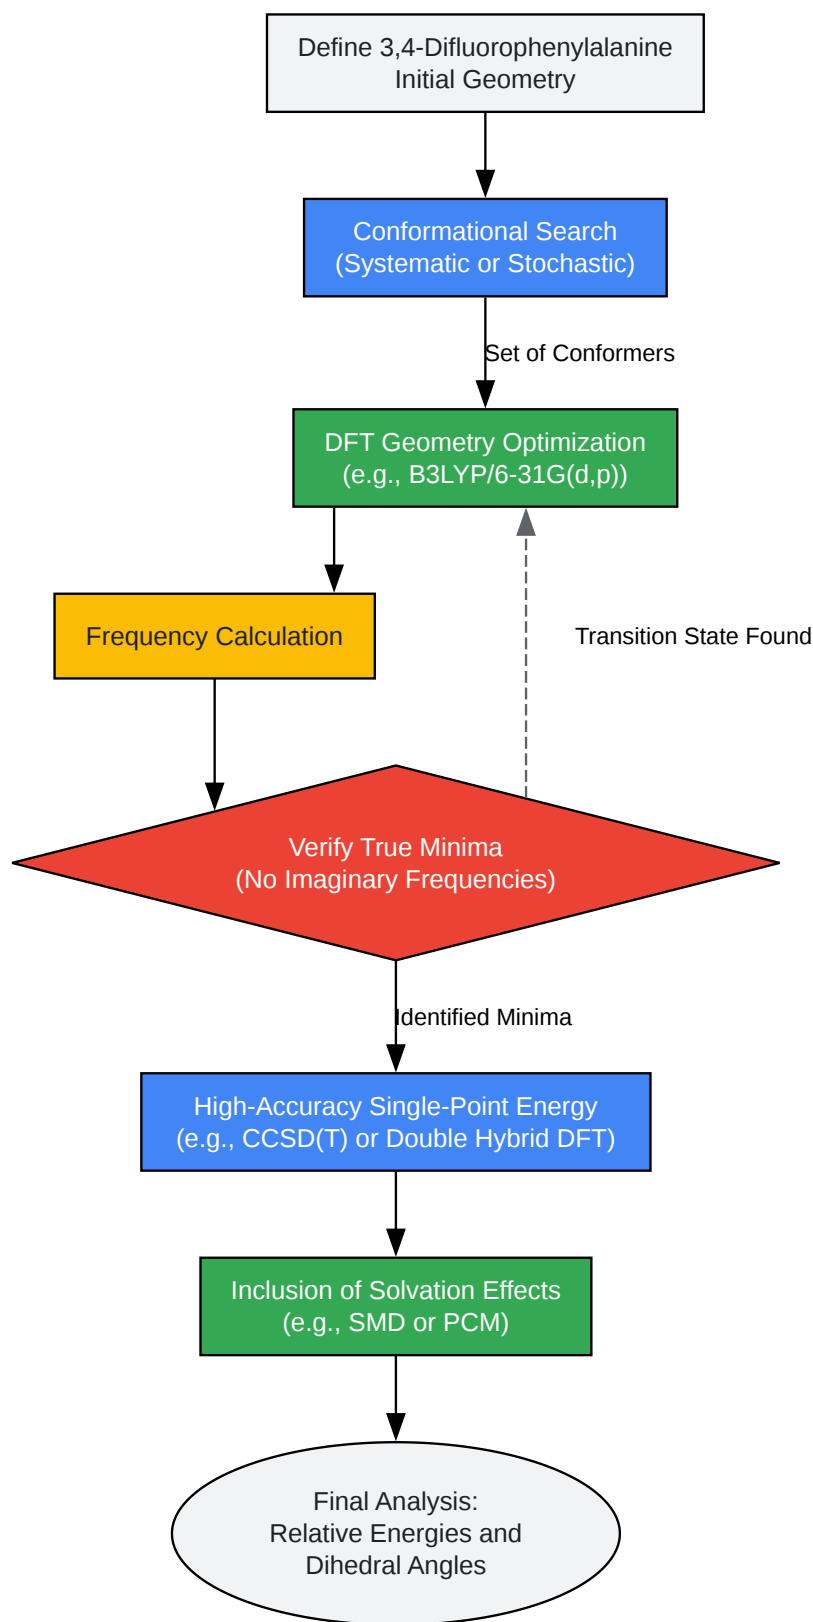 Define 3,4-Difluorophenylalanine
Initial Geometry
Conformational Search
(Systematic or Stochastic)
Set of Conformers
DFT Geometry Optimization
(e.g., B3LYP/6-31G(d,p))
Frequency Calculation
Transition State Found
Verify True Minima
(No Imaginary Frequencies)
Identified Minima
High-Accuracy Single-Point Energy
(e.g., CCSD(T) or Double Hybrid DFT)
Inclusion of Solvation Effects
(e.g., SMD or PCM)
Final Analysis:
Relative Energies and
Dihedral Angles